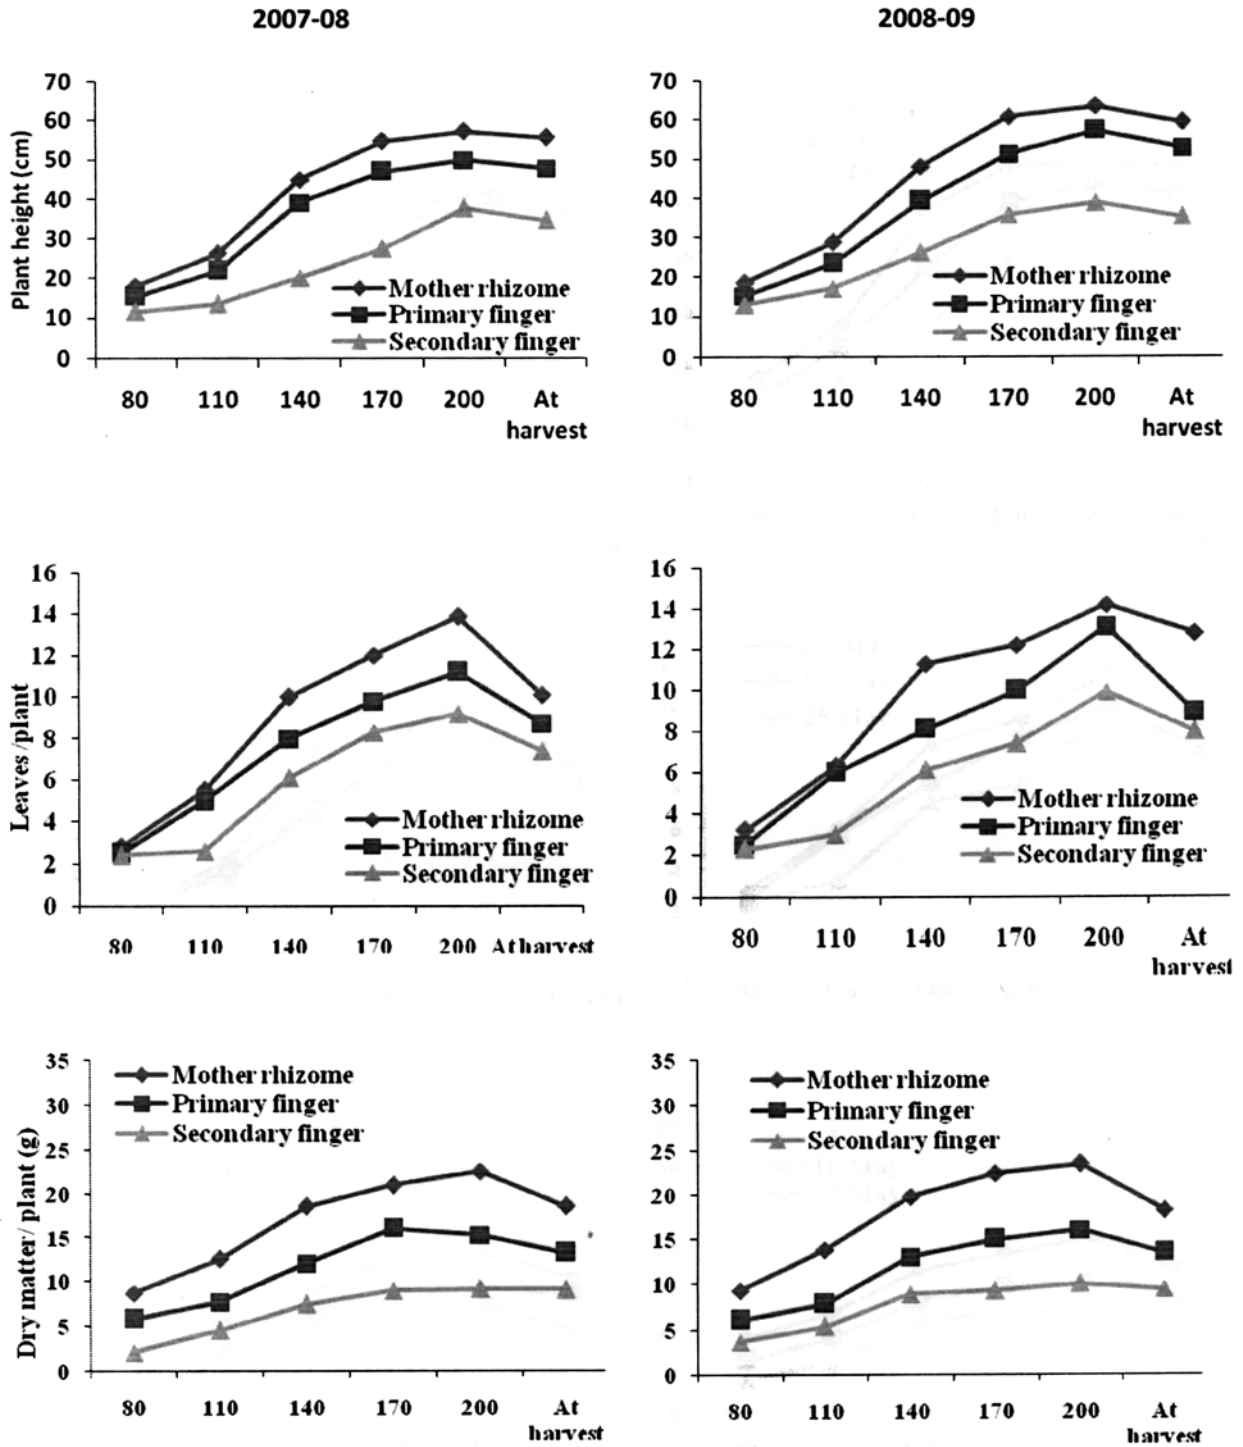 2007-08
2008-09
Plant height (cm)
70
60
50
40
30
20
10
0
Mother rhizome
Primary finger
Secondary finger
80 110 140 170 200 At
harvest
70
60
50
40
30
20
10
0
Mother rhizome
Primary finger
Secondary finger
80 110 140 170 200 At
harvest
Leaves /plant
16
14
12
10
8
6
4
2
0
Mother rhizome
Primary finger
Secondary finger
80 110 140 170 200 At harvest
16
14
12
10
8
6
4
2
0
Mother rhizome
Primary finger
Secondary finger
80 110 140 170 200 At
harvest
Dry matter/ plant (g)
35
30
25
20
15
10
5
0
Mother rhizome
Primary finger
Secondary finger
80 110 140 170 200 At
harvest
35
30
25
20
15
10
5
0
Mother rhizome
Primary finger
Secondary finger
80 110 140 170 200 At
harvest